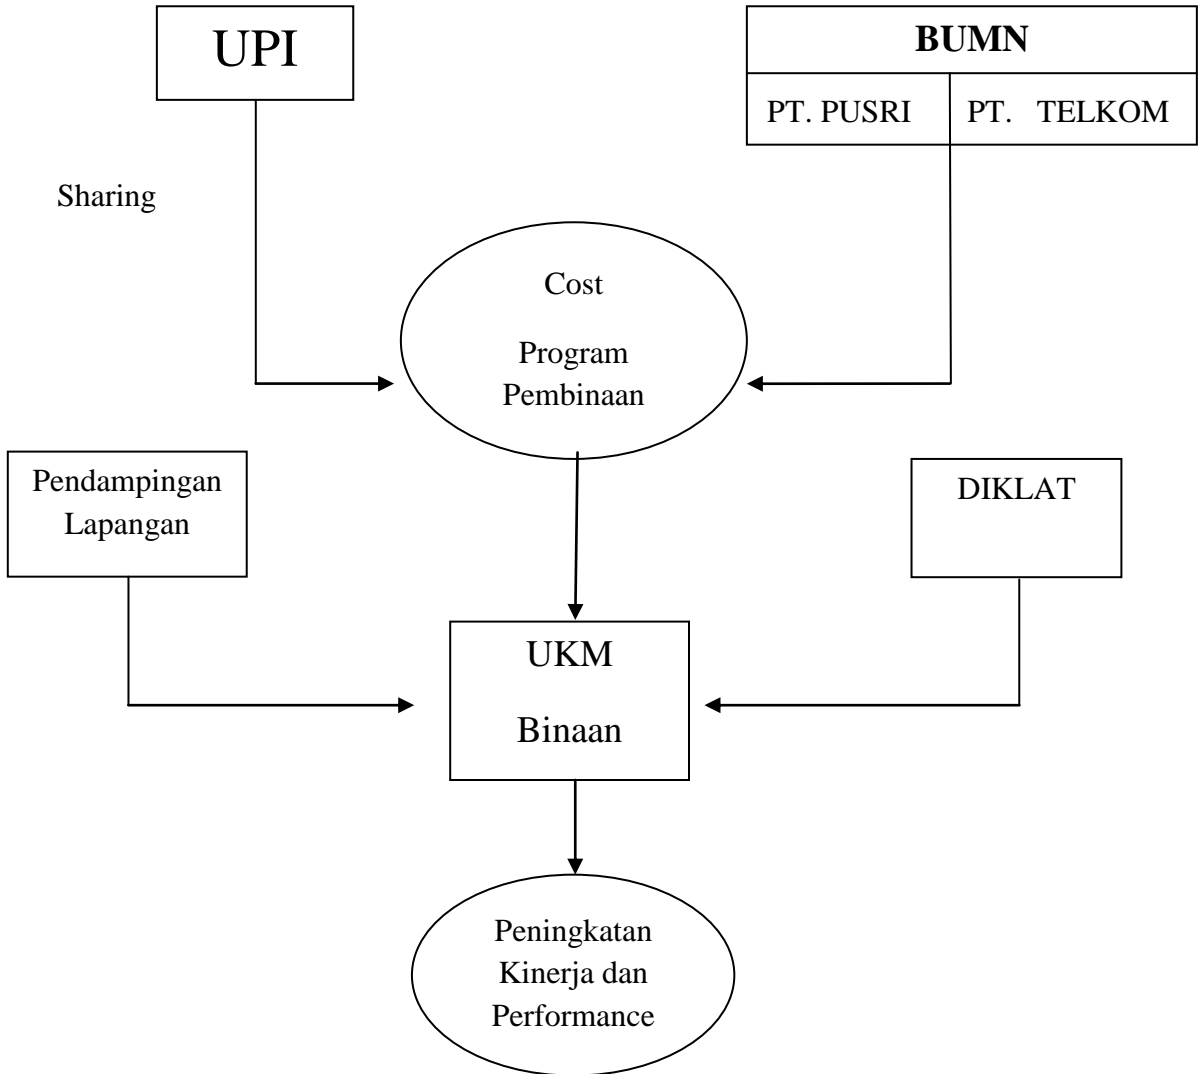 UPI
BUMN
PT. PUSRI
PT. TELKOM
Sharing
Cost
Program
Pembinaan
Pendampingan
Lapangan
DIKLAT
UKM
Binaan
Peningkatan
Kinerja dan
Performance